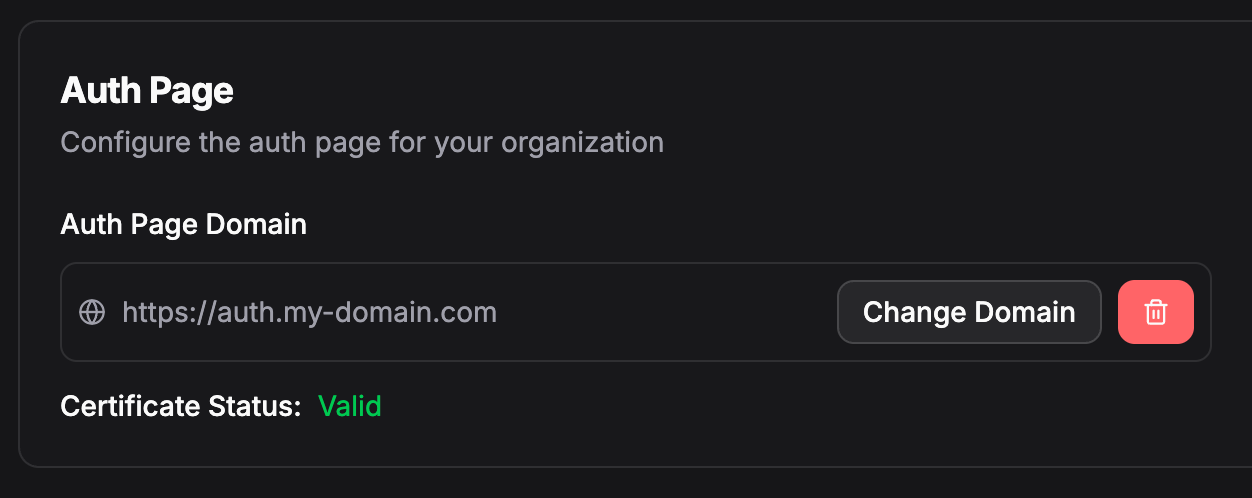 Auth Page
Configure the auth page for your organization
Auth Page Domain
https://auth.my-domain.com
Change Domain
Certificate Status: Valid